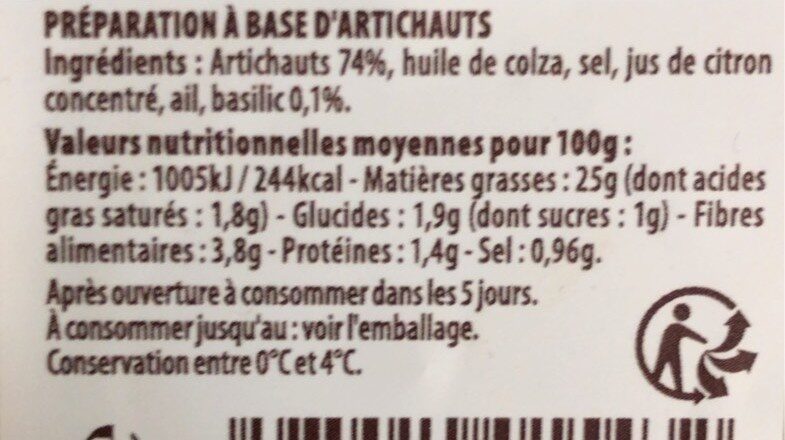 PRÉPARATION À BASE D'ARTICHAUTS
Ingrédients : Artichauts 74%, huile de colza, sel, jus de citron
concentré, ail, basilic 0,1%.
Valeurs nutritionnelles moyennes pour 100g :
Énergie : 1005kJ / 244kcal - Matières grasses : 25g (dont acides
gras saturés : 1,8g) - Glucides : 1,9g (dont sucres : 1g) - Fibres
alimentaires : 3,8g - Protéines : 1,4g - Sel : 0,96g.
Après ouverture à consommer dans les 5 jours.
À consommer jusqu'au : voir l'emballage.
Conservation entre 0°C et 4°C.